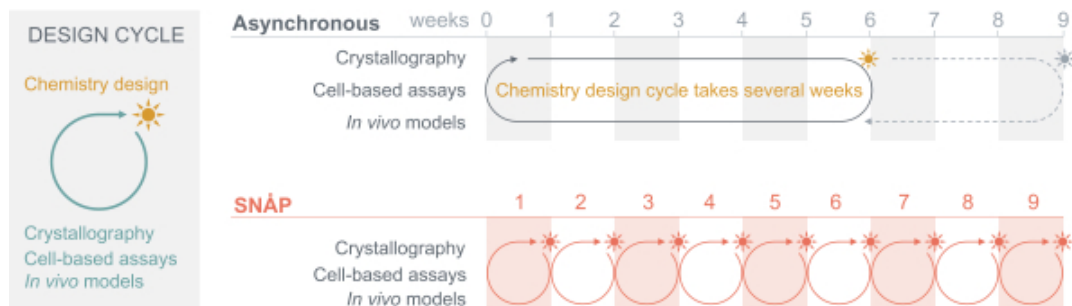 DESIGN CYCLE
Chemistry design
Crystallography
Cell-based assays
In vivo models
Asynchronous weeks 0 1 2 3 4 5 6 7 8 9
Crystallography
Cell-based assays Chemistry design cycle takes several weeks
In vivo models
SNÅP 1 2 3 4 5 6 7 8 9
Crystallography
Cell-based assays
In vivo models